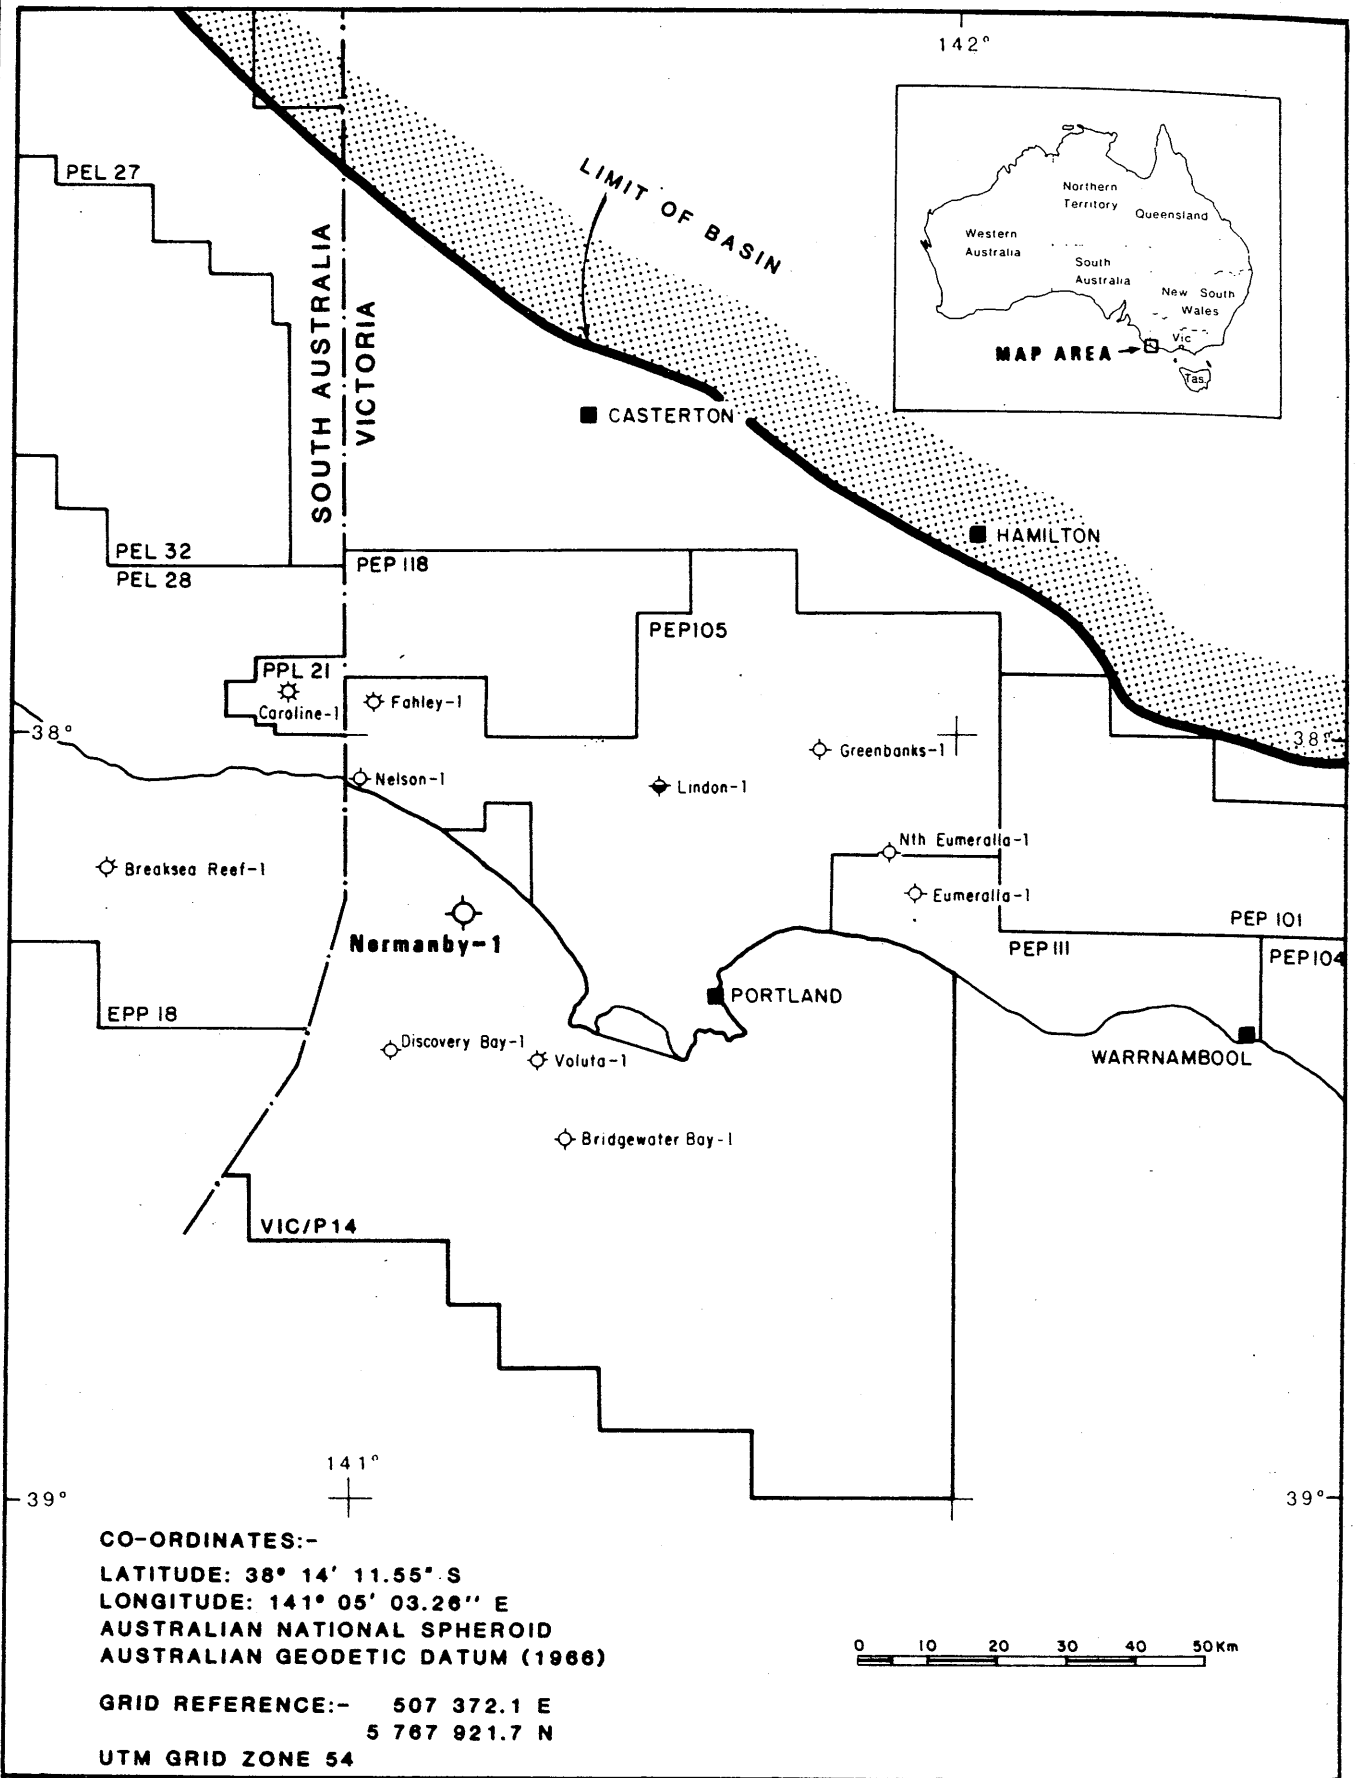 142°
PEL 27
LIMIT OF BASIN
Northern
Territory
Queensland
Western
Australia
South
Australia
New South
Wales
Vic
MAP AREA
Tas
SOUTH AUSTRALIA
VICTORIA
CASTERTON
HAMILTON
PEL 32
PEL 28
PEP 118
PEP105
PPL 21
Caroline-1
Fahley-1
38°
38°
Greenbanks-1
Nelson-1
Lindon-1
Nth Eumeralla-1
Breaksea Reef-1
Eumeralla-1
Normanby-1
PEP 101
PEP 111
PEP104
PORTLAND
EPP 18
Discovery Bay-1
Voluta-1
WARRNAMBOOL
Bridgewater Bay-1
VIC/P14
141°
39°
39°
CO-ORDINATES:-
LATITUDE: 38° 14' 11.55" S
LONGITUDE: 141° 05' 03.26'' E
AUSTRALIAN NATIONAL SPHEROID
AUSTRALIAN GEODETIC DATUM (1966)
0 10 20 30 40 50Km
GRID REFERENCE:- 507 372.1 E
5 767 921.7 N
UTM GRID ZONE 54